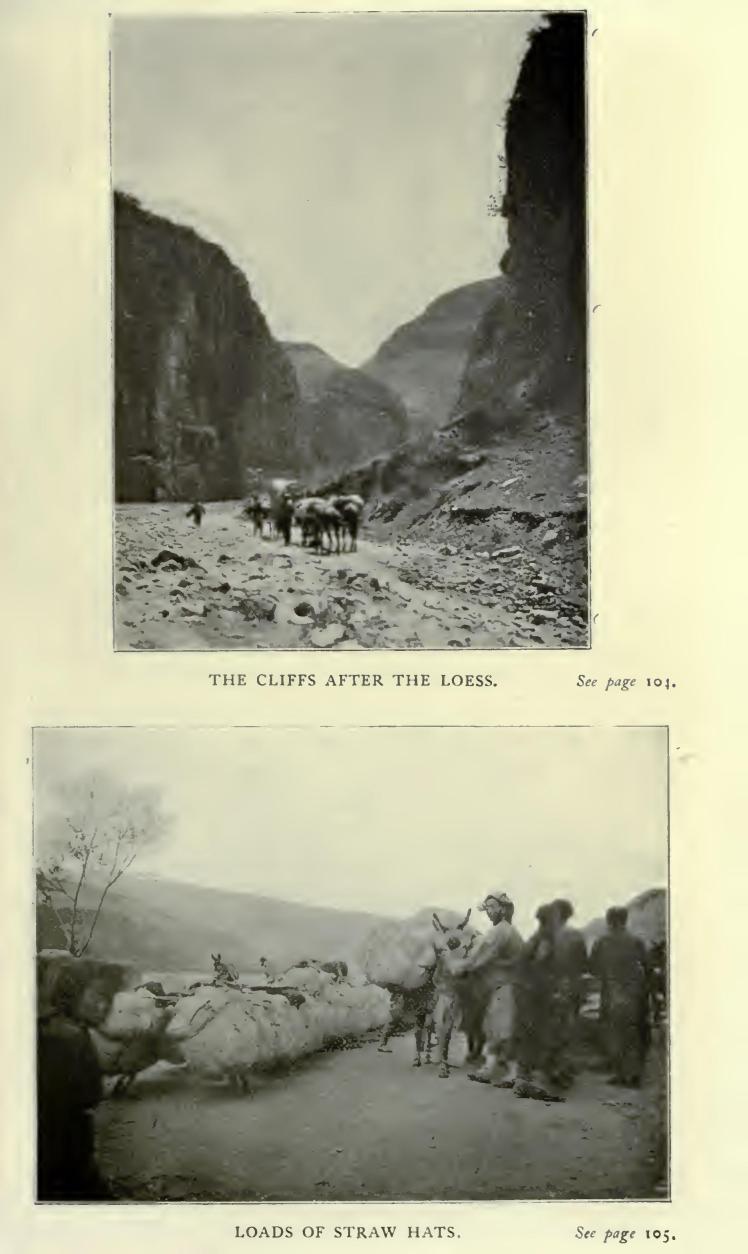 THE CLIFFS AFTER THE LOESS. See page 104.
LOADS OF STRAW HATS. See page 105.